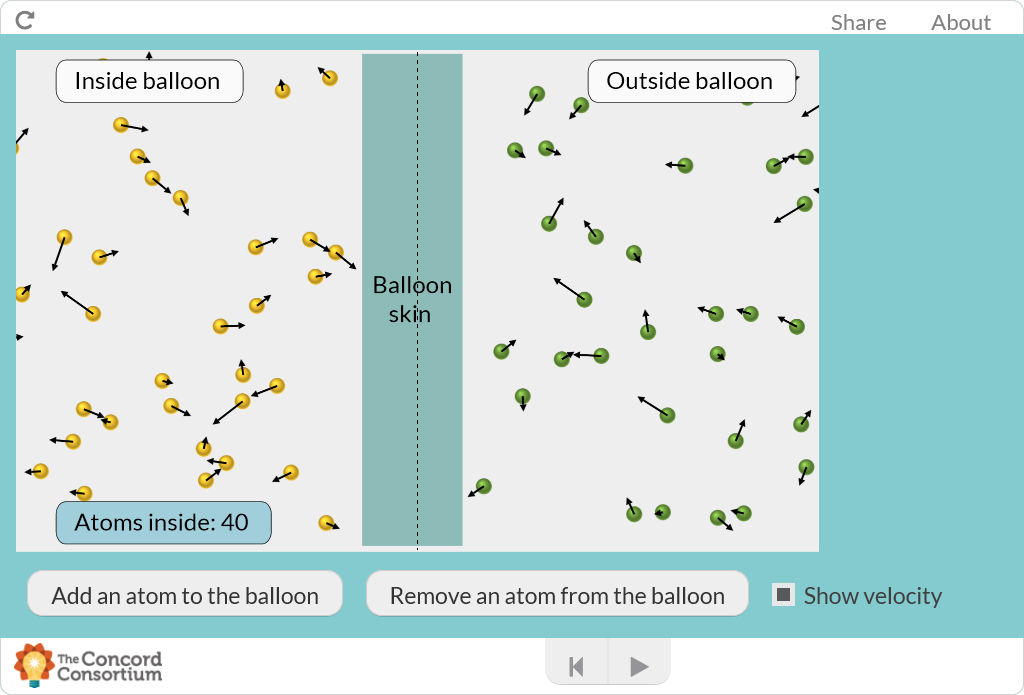 Share
About
Inside balloon
Outside balloon
Balloon
skin
Atoms inside: 40
Add an atom to the balloon
Remove an atom from the balloon
Show velocity
The Concord
Consortium